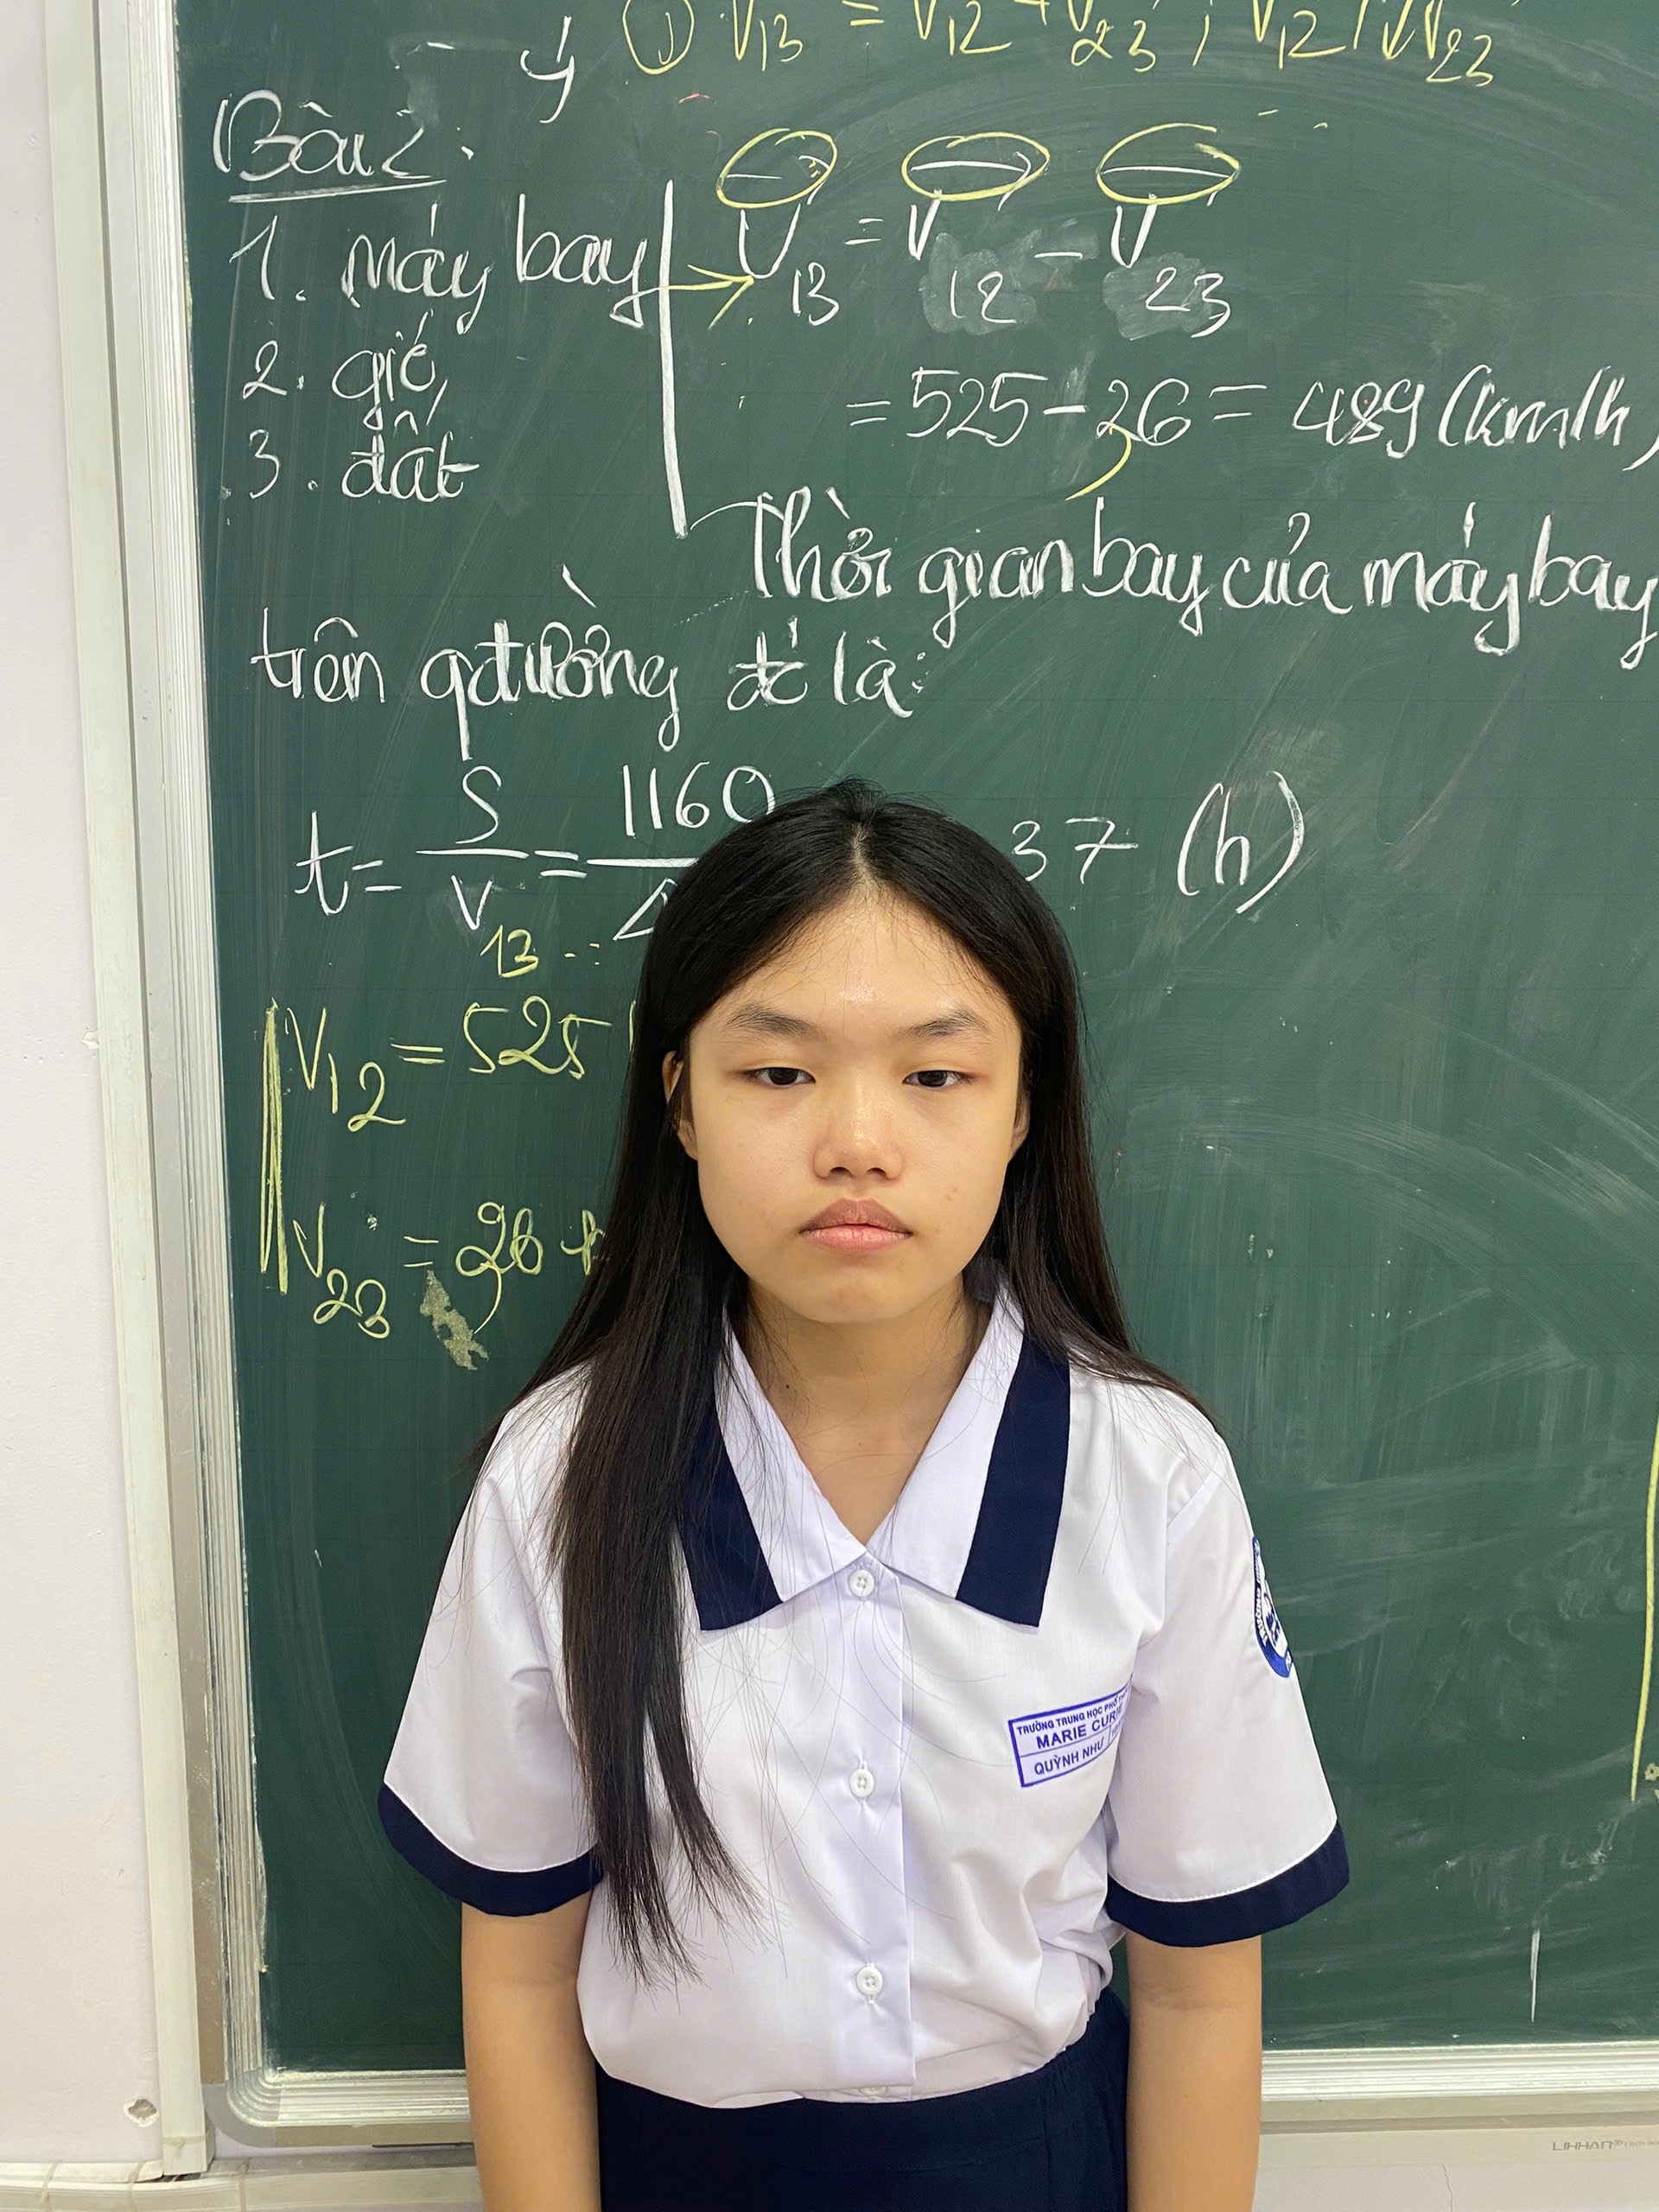 ý ① V13 = V12 + V23 ; V12 ↑↓ V23
Bài 2:
1. máy bay
2. gió
3. đất
V13 = V12 - V23
= 525 - 36 = 489 (km/h)
Thời gian bay của máy bay
trên qđường đó là:
t = S/V13 = 1160 37 (h)
V12 = 525
V23 = 36
TRƯỜNG TRUNG HỌC PHỔ
MARIE CURIE
QUỲNH NHƯ